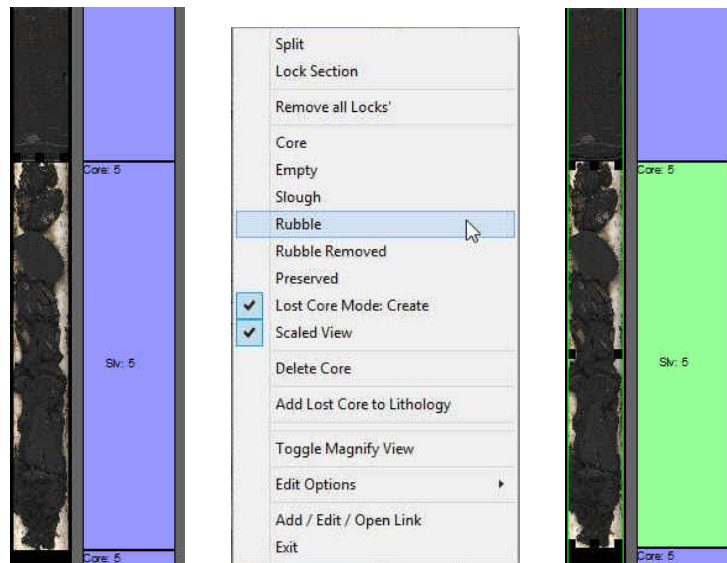 Core: 5
Slv: 5
Core: 5
Split
Lock Section
Remove all Locks'
Core
Empty
Slough
Rubble
Rubble Removed
Preserved
Lost Core Mode: Create
Scaled View
Delete Core
Add Lost Core to Lithology
Toggle Magnify View
Edit Options
Add / Edit / Open Link
Exit
Core: 5
Slv: 5
Core: 5